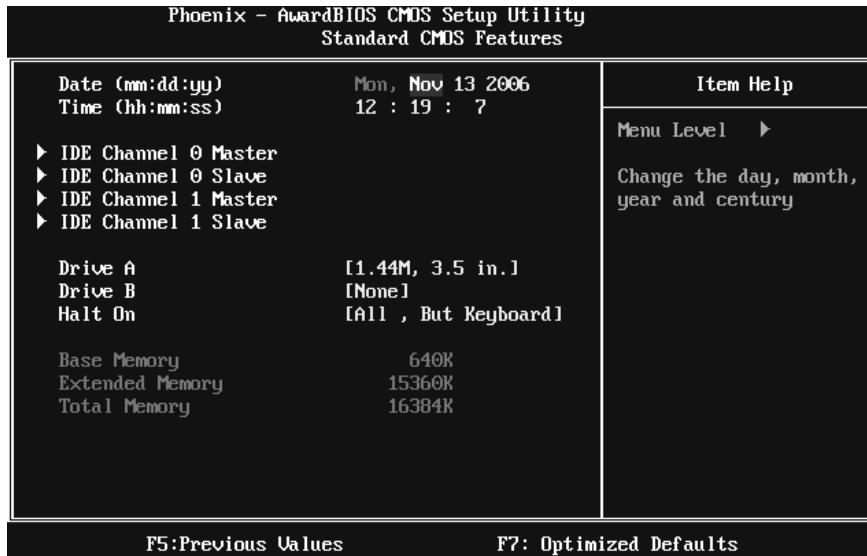 Phoenix - AwardBIOS CMOS Setup Utility
Standard CMOS Features
Date (mm:dd:yy) Mon, Nov 13 2006
Time (hh:mm:ss) 12 : 19 : 7
IDE Channel 0 Master
IDE Channel 0 Slave
IDE Channel 1 Master
IDE Channel 1 Slave
Drive A [1.44M, 3.5 in.]
Drive B [None]
Halt On [All , But Keyboard]
Base Memory 640K
Extended Memory 15360K
Total Memory 16384K
Item Help
Menu Level
Change the day, month,
year and century
F5:Previous Values F7: Optimized Defaults